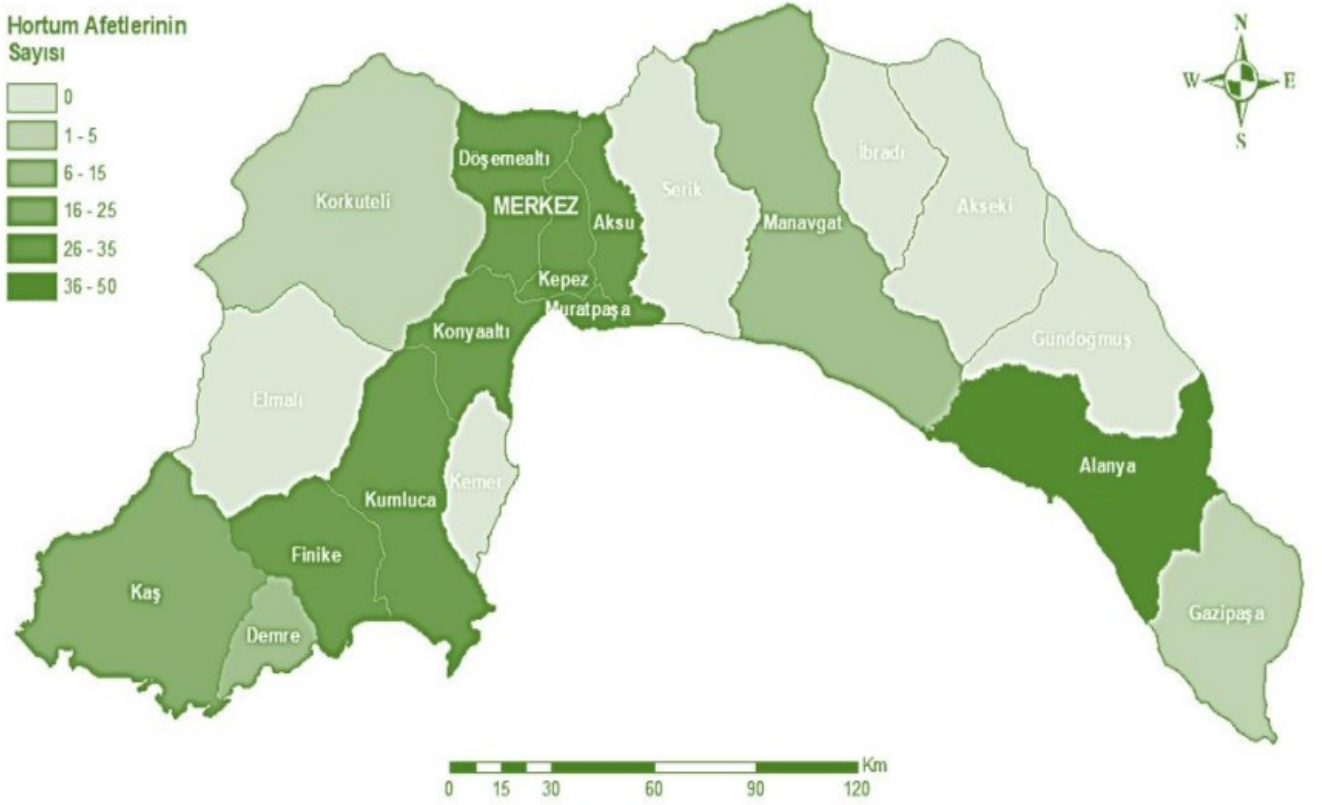 Hortum Afetlerinin
Sayısı
0
1 - 5
6 - 15
16 - 25
26 - 35
36 - 50
N
W
E
S
Korkuteli
Döşemealtı
MERKEZ
Aksu
Kepez
Muratpaşa
Konyaaltı
Serik
Manavgat
İbradı
Akseki
Gündoğmuş
Elmalı
Kumluca
Kemer
Alanya
Finike
Kaş
Demre
Gazipaşa
Km
0 15 30 60 90 120